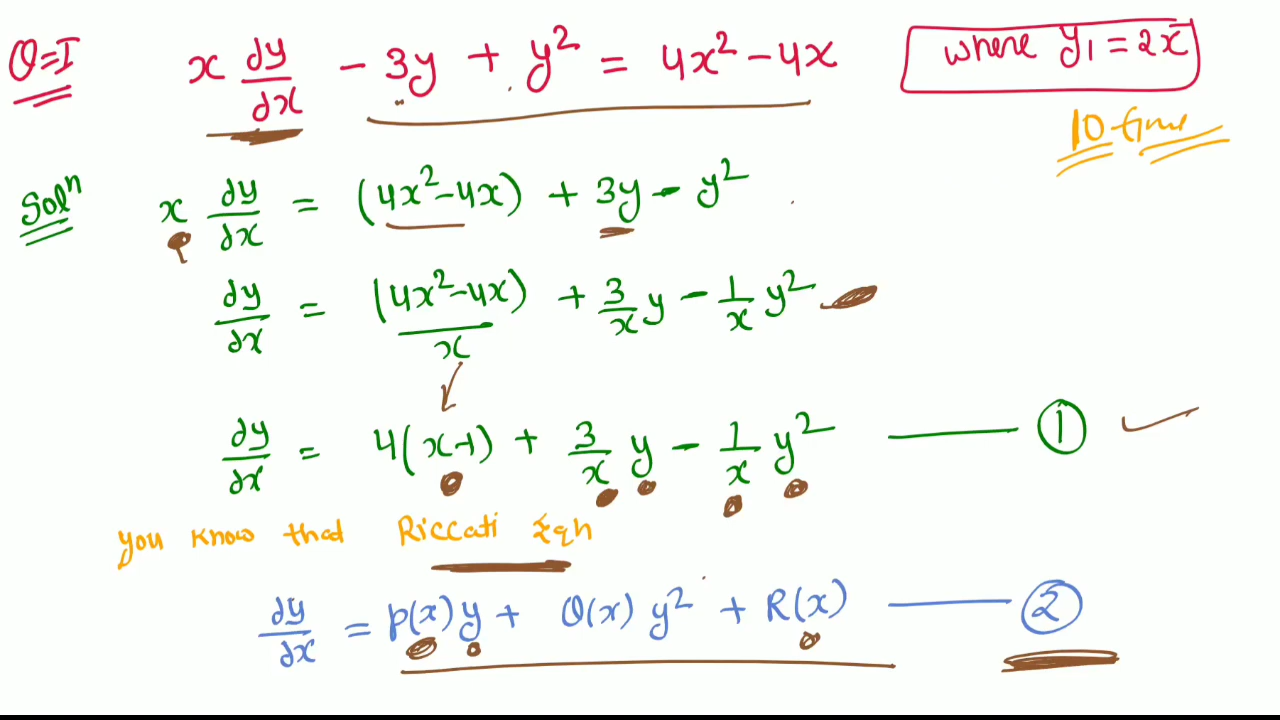 Q=I x dy/dx - 3y + y² = 4x² - 4x where y₁ = 2x
10 time
Solⁿ x dy/dx = (4x² - 4x) + 3y - y²
dy/dx = (4x² - 4x)/x + 3/x y - 1/x y²
dy/dx = 4(x-1) + 3/x y - 1/x y² —— ①
you know that Riccati Eqn
dy/dx = p(x)y + Q(x) y² + R(x) —— ②